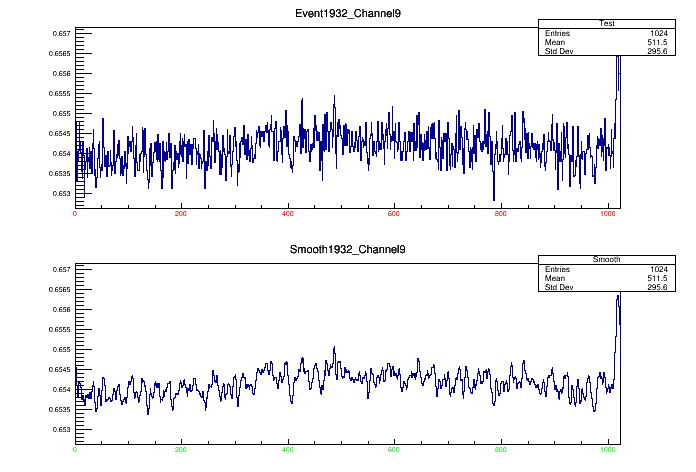 Event1932_Channel9
Test
Entries 1024
Mean 511.5
Std Dev 295.6
0.657
0.6565
0.656
0.6555
0.655
0.6545
0.654
0.6535
0.653
0 200 400 600 800 1000
Smooth1932_Channel9
Smooth
Entries 1024
Mean 511.5
Std Dev 295.6
0.657
0.6565
0.656
0.6555
0.655
0.6545
0.654
0.6535
0.653
0 200 400 600 800 1000